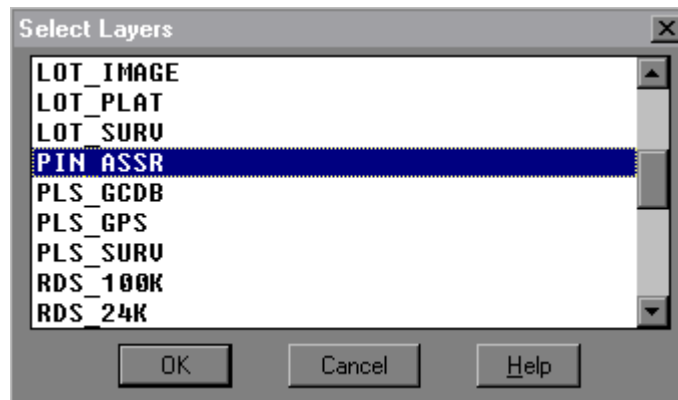 Select Layers
LOT_IMAGE
LOT_PLAT
LOT_SURV
PIN_ASSR
PLS_GCDB
PLS_GPS
PLS_SURV
RDS_100K
RDS_24K
OK Cancel Help